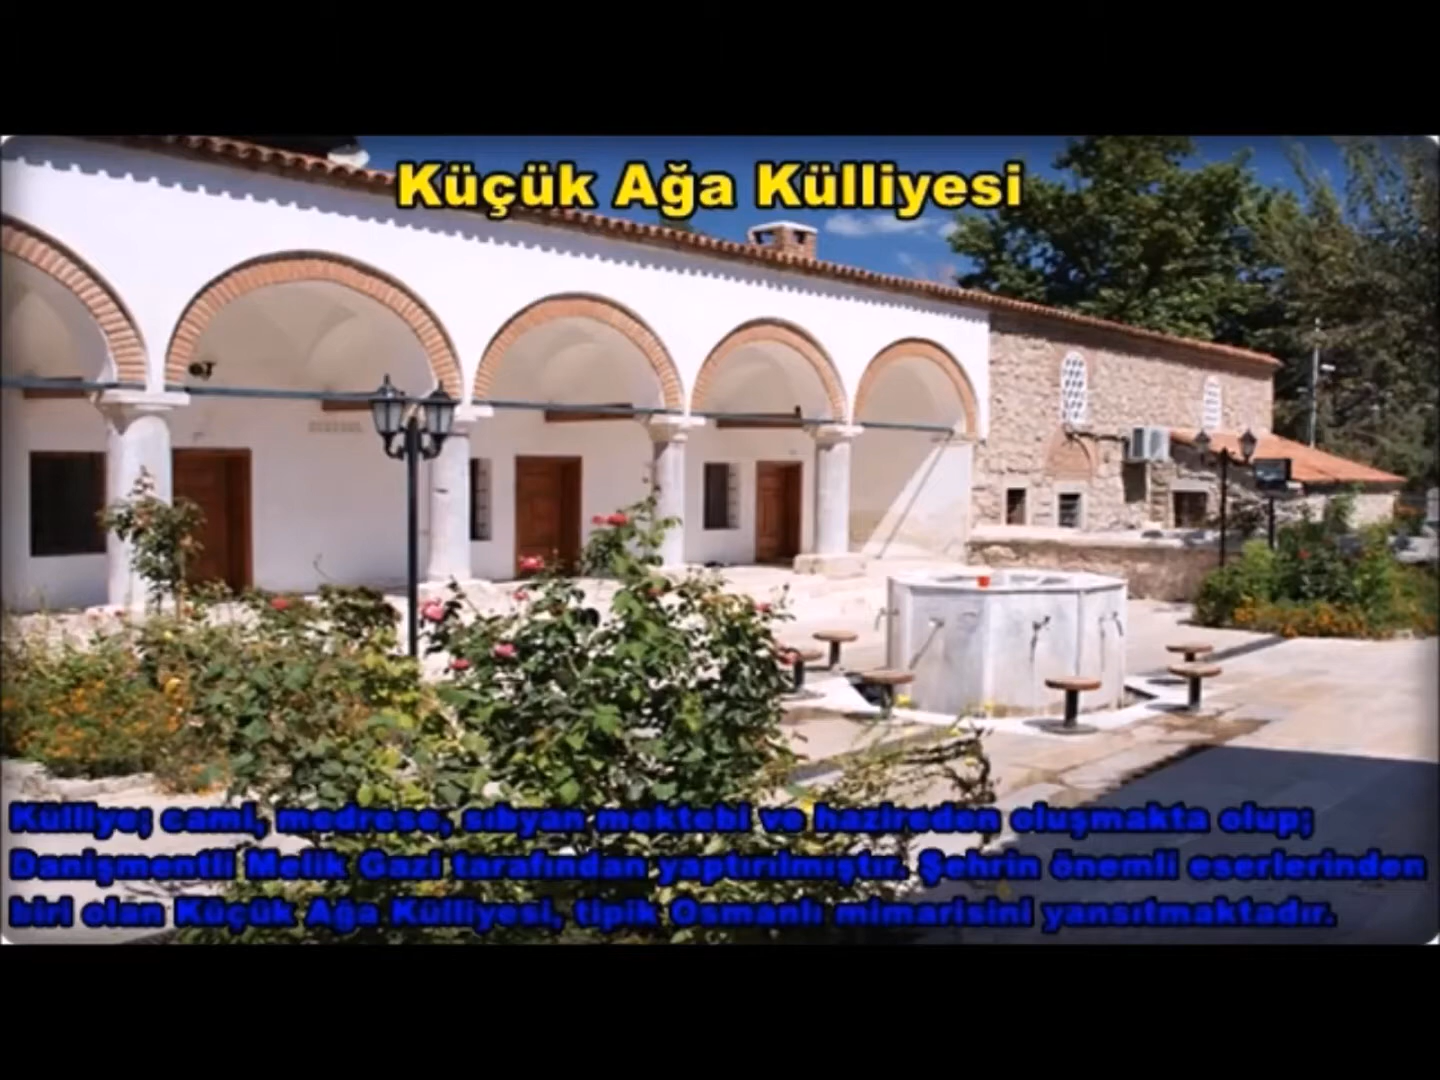 Küçük Ağa Külliyesi
Külliye; cami, medrese, sıbyan mektebi ve hazireden oluşmakta olup;
Danişmentli Melik Gazi tarafından yaptırılmıştır. Şehrin önemli eserlerinden
biri olan Küçük Ağa Külliyesi, tipik Osmanlı mimarisini yansıtmaktadır.